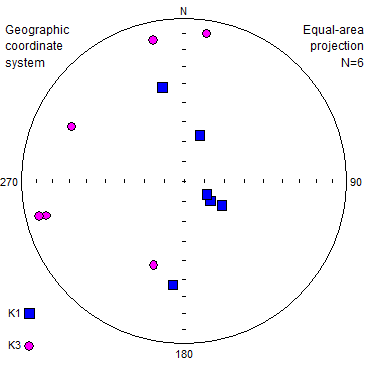 N
Geographic
coordinate
system
Equal-area
projection
N=6
270
90
K1
K3
180